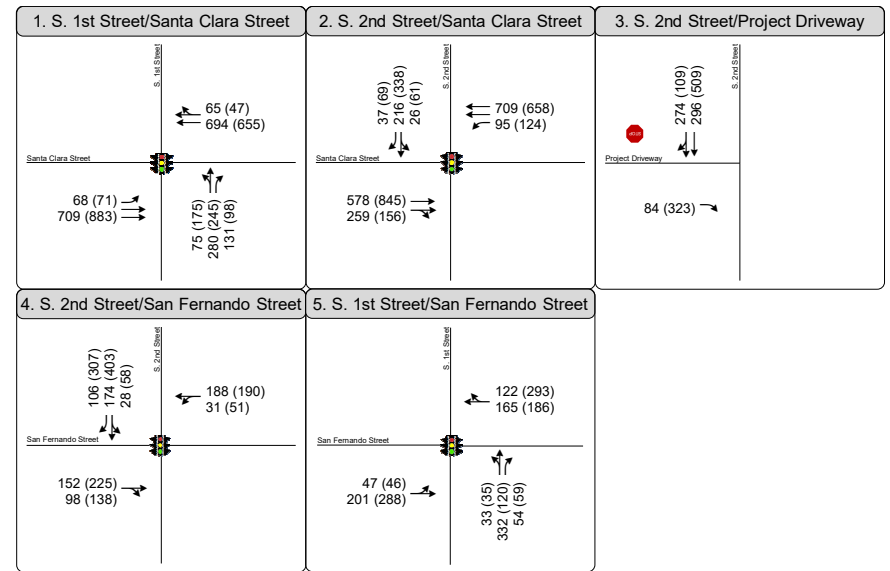 1. S. 1st Street/Santa Clara Street
S. 1st Street
65 (47)
694 (655)
Santa Clara Street
68 (71)
709 (883)
75 (175)
280 (245)
131 (98)
2. S. 2nd Street/Santa Clara Street
S. 2nd Street
37 (69)
216 (338)
26 (61)
709 (658)
95 (124)
Santa Clara Street
578 (845)
259 (156)
3. S. 2nd Street/Project Driveway
S. 2nd Street
274 (109)
296 (509)
Project Driveway
84 (323)
4. S. 2nd Street/San Fernando Street
S. 2nd Street
106 (307)
174 (403)
28 (58)
188 (190)
31 (51)
San Fernando Street
152 (225)
98 (138)
5. S. 1st Street/San Fernando Street
S. 1st Street
122 (293)
165 (186)
San Fernando Street
47 (46)
201 (288)
33 (35)
332 (120)
54 (59)